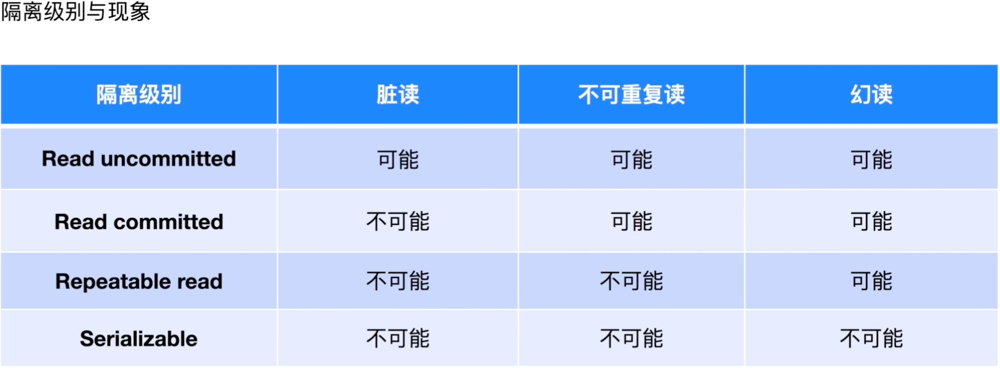 隔离级别与现象
隔离级别 脏读 不可重复读 幻读
Read uncommitted 可能 可能 可能
Read committed 不可能 可能 可能
Repeatable read 不可能 不可能 可能
Serializable 不可能 不可能 不可能